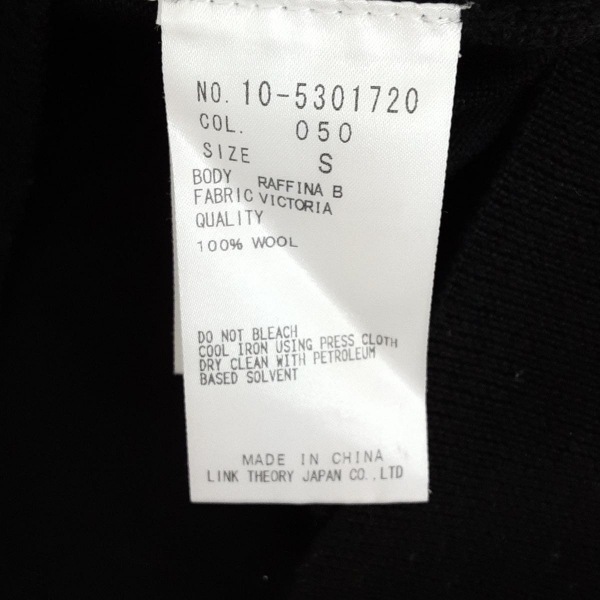 NO. 10-5301720
COL. 050
SIZE S
BODY RAFFINA B
FABRIC VICTORIA
QUALITY
100% WOOL
DO NOT BLEACH
COOL IRON USING PRESS CLOTH
DRY CLEAN WITH PETROLEUM
BASED SOLVENT
MADE IN CHINA
LINK THEORY JAPAN CO.,LTD